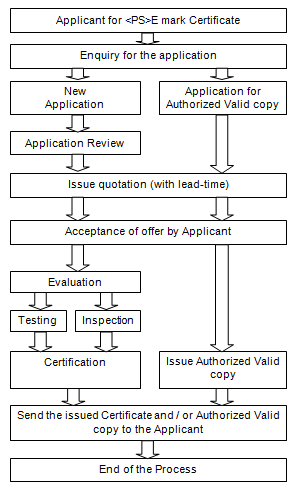 Applicant for <PS>E mark Certificate
Enquiry for the application
New
Application
Application for
Authorized Valid copy
Application Review
Issue quotation (with lead-time)
Acceptance of offer by Applicant
Evaluation
Testing
Inspection
Certification
Issue Authorized Valid
copy
Send the issued Certificate and / or Authorized Valid
copy to the Applicant
End of the Process